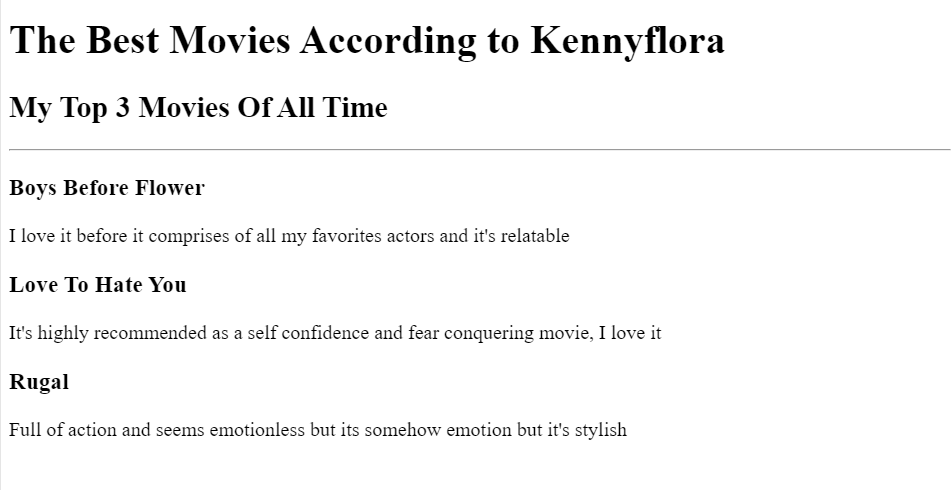 The Best Movies According to Kennyflora
My Top 3 Movies Of All Time
Boys Before Flower
I love it before it comprises of all my favorites actors and it's relatable
Love To Hate You
It's highly recommended as a self confidence and fear conquering movie, I love it
Rugal
Full of action and seems emotionless but its somehow emotion but it's stylish